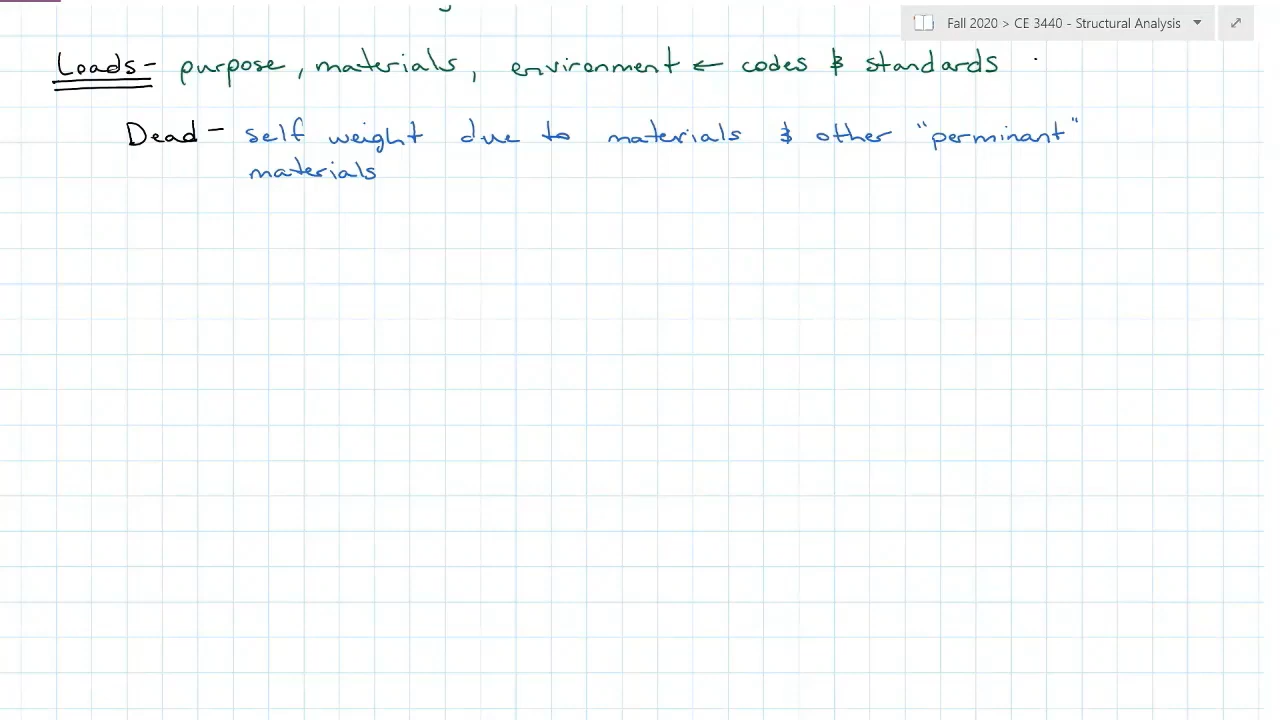 Fall 2020 > CE 3440 - Structural Analysis
Loads - purpose, materials, environment ← codes & standards
Dead - self weight due to materials & other "perminant"
materials